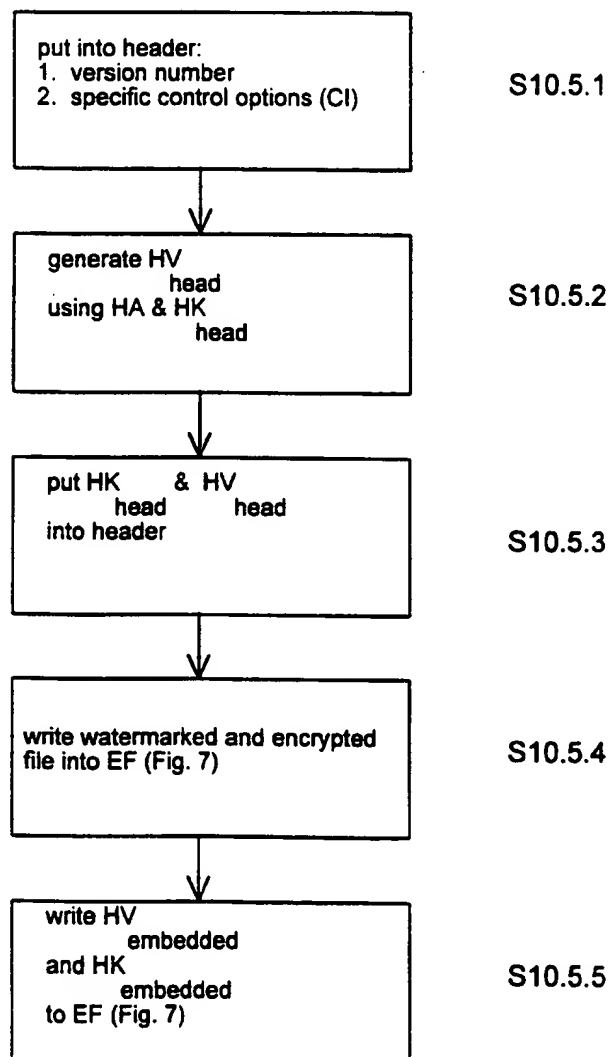 put into header:
1. version number
2. specific control options (CI)
S10.5.1
generate HV
head
using HA & HK
head
S10.5.2
put HK & HV
head head
into header
S10.5.3
write watermarked and encrypted
file into EF (Fig. 7)
S10.5.4
write HV
embedded
and HK
embedded
to EF (Fig. 7)
S10.5.5